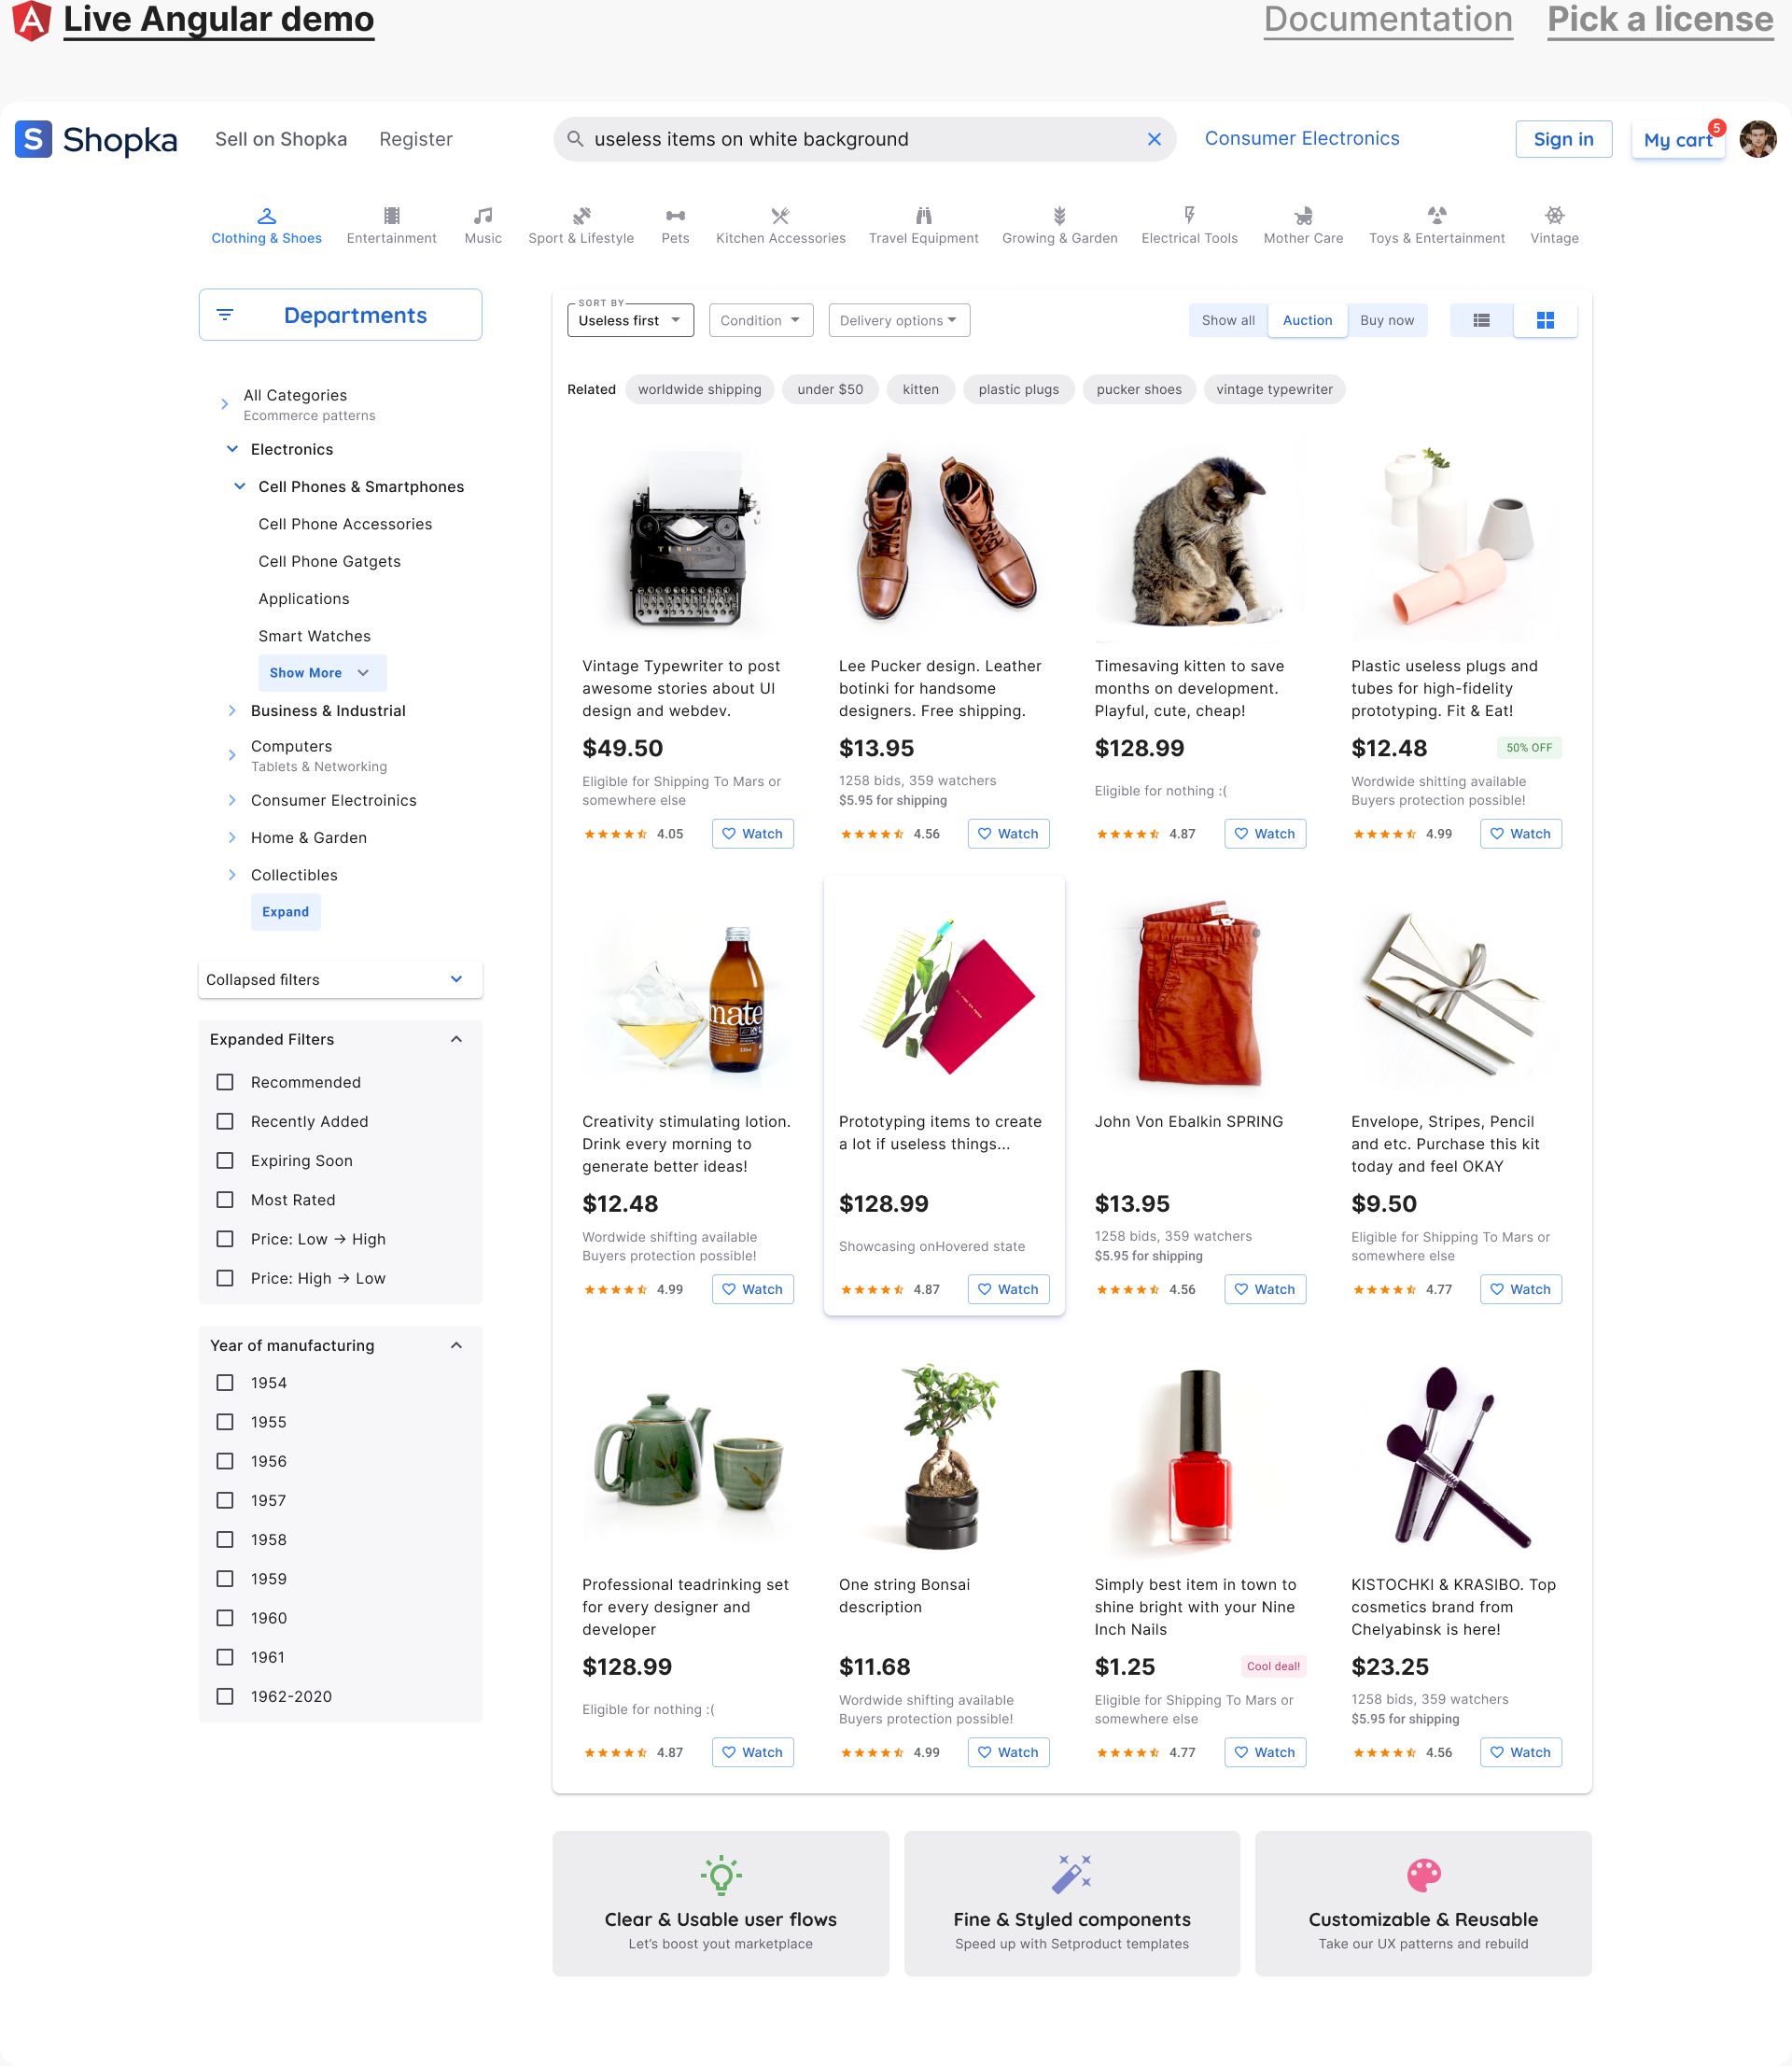 Live Angular demo
Documentation
Pick a license
S Shopka
Sell on Shopka
Register
useless items on white background
Consumer Electronics
Sign in
My cart
5
Clothing & Shoes
Entertainment
Music
Sport & Lifestyle
Pets
Kitchen Accessories
Travel Equipment
Growing & Garden
Electrical Tools
Mother Care
Toys & Entertainment
Vintage
Departments
All Categories
Ecommerce patterns
Electronics
Cell Phones & Smartphones
Cell Phone Accessories
Cell Phone Gatgets
Applications
Smart Watches
Show More
Business & Industrial
Computers
Tablets & Networking
Consumer Electroinics
Home & Garden
Collectibles
Expand
Collapsed filters
Expanded Filters
Recommended
Recently Added
Expiring Soon
Most Rated
Price: Low → High
Price: High → Low
Year of manufacturing
1954
1955
1956
1957
1958
1959
1960
1961
1962-2020
SORT BY
Useless first
Condition
Delivery options
Show all
Auction
Buy now
Related
worldwide shipping
under $50
kitten
plastic plugs
pucker shoes
vintage typewriter
Vintage Typewriter to post
awesome stories about UI
design and webdev.
$49.50
Eligible for Shipping To Mars or
somewhere else
4.05
Watch
Lee Pucker design. Leather
botinki for handsome
designers. Free shipping.
$13.95
1258 bids, 359 watchers
$5.95 for shipping
4.56
Watch
Timesaving kitten to save
months on development.
Playful, cute, cheap!
$128.99
Eligible for nothing :(
4.87
Watch
Plastic useless plugs and
tubes for high-fidelity
prototyping. Fit & Eat!
$12.48
50% OFF
Wordwide shitting available
Buyers protection possible!
4.99
Watch
mate
Creativity stimulating lotion.
Drink every morning to
generate better ideas!
$12.48
Wordwide shifting available
Buyers protection possible!
4.99
Watch
Prototyping items to create
a lot if useless things...
$128.99
Showcasing onHovered state
4.87
Watch
John Von Ebalkin SPRING
$13.95
1258 bids, 359 watchers
$5.95 for shipping
4.56
Watch
Envelope, Stripes, Pencil
and etc. Purchase this kit
today and feel OKAY
$9.50
Eligible for Shipping To Mars or
somewhere else
4.77
Watch
Professional teadrinking set
for every designer and
developer
$128.99
Eligible for nothing :(
4.87
Watch
One string Bonsai
description
$11.68
Wordwide shifting available
Buyers protection possible!
4.99
Watch
Simply best item in town to
shine bright with your Nine
Inch Nails
$1.25
Cool deal!
Eligible for Shipping To Mars or
somewhere else
4.77
Watch
KISTOCHKI & KRASIBO. Top
cosmetics brand from
Chelyabinsk is here!
$23.25
1258 bids, 359 watchers
$5.95 for shipping
4.56
Watch
Clear & Usable user flows
Let's boost yout marketplace
Fine & Styled components
Speed up with Setproduct templates
Customizable & Reusable
Take our UX patterns and rebuild